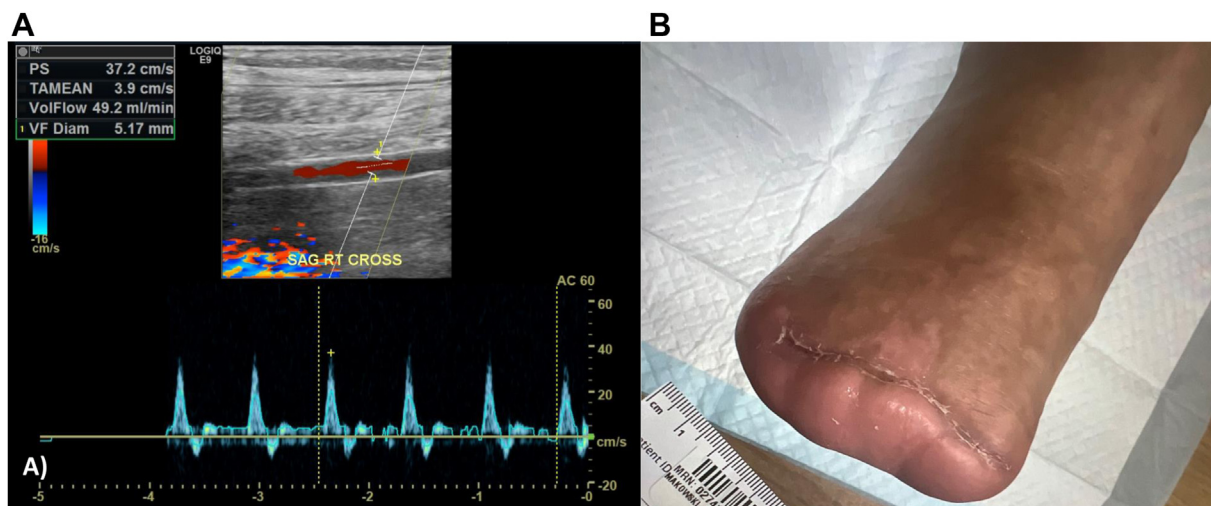 A
B
PS 37.2 cm/s
TAMEAN 3.9 cm/s
VolFlow 49.2 ml/min
1 VF Diam 5.17 mm
LOGIQ
E9
-16
cm/s
1
SAG RT CROSS
AC 60
60
40
20
cm/s
-20
A)
-5 -4 -3 -2 -1 -0
cm 1